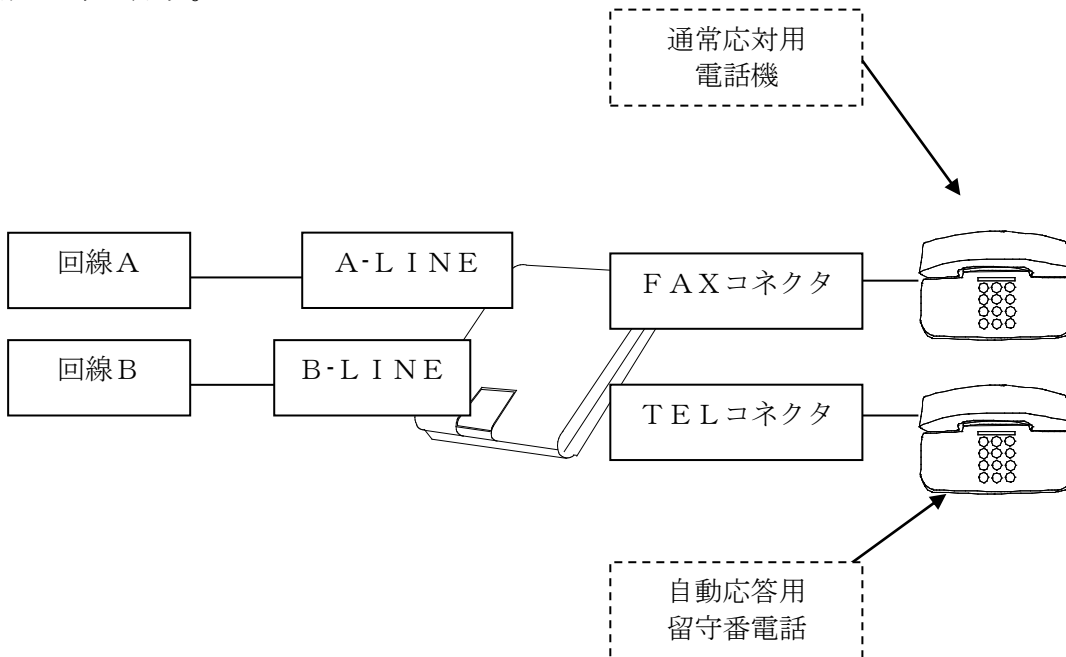 通常応対用
電話機
回線Ａ
Ａ-ＬＩＮＥ
ＦＡＸコネクタ
回線Ｂ
Ｂ-ＬＩＮＥ
ＴＥＬコネクタ
自動応答用
留守番電話